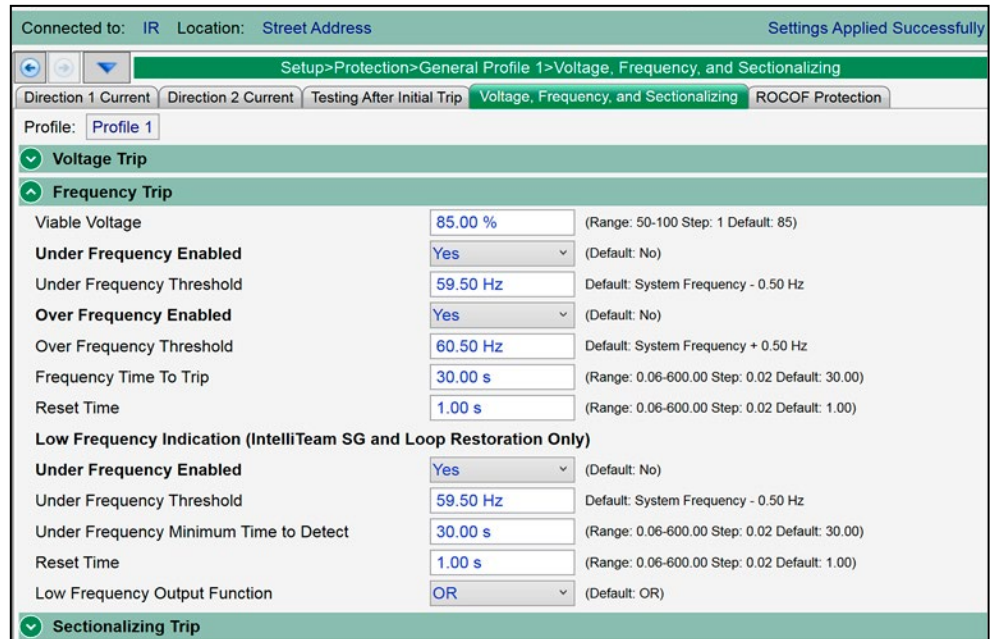 Connected to: IR Location: Street Address Settings Applied Successfully
Setup>Protection>General Profile 1>Voltage, Frequency, and Sectionalizing
Direction 1 Current Direction 2 Current Testing After Initial Trip Voltage, Frequency, and Sectionalizing ROCOF Protection
Profile: Profile 1
Voltage Trip
Frequency Trip
Viable Voltage 85.00 % (Range: 50-100 Step: 1 Default: 85)
Under Frequency Enabled Yes (Default: No)
Under Frequency Threshold 59.50 Hz Default: System Frequency - 0.50 Hz
Over Frequency Enabled Yes (Default: No)
Over Frequency Threshold 60.50 Hz Default: System Frequency + 0.50 Hz
Frequency Time To Trip 30.00 s (Range: 0.06-600.00 Step: 0.02 Default: 30.00)
Reset Time 1.00 s (Range: 0.06-600.00 Step: 0.02 Default: 1.00)
Low Frequency Indication (IntelliTeam SG and Loop Restoration Only)
Under Frequency Enabled Yes (Default: No)
Under Frequency Threshold 59.50 Hz Default: System Frequency - 0.50 Hz
Under Frequency Minimum Time to Detect 30.00 s (Range: 0.06-600.00 Step: 0.02 Default: 30.00)
Reset Time 1.00 s (Range: 0.06-600.00 Step: 0.02 Default: 1.00)
Low Frequency Output Function OR (Default: OR)
Sectionalizing Trip